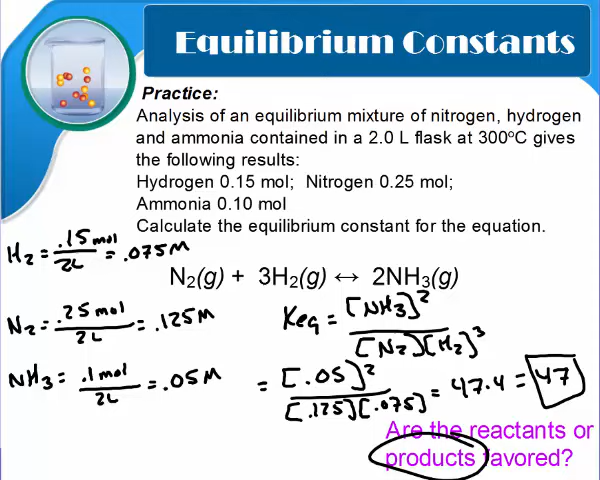 Equilibrium Constants
Practice:
Analysis of an equilibrium mixture of nitrogen, hydrogen
and ammonia contained in a 2.0 L flask at 300°C gives
the following results:
Hydrogen 0.15 mol; Nitrogen 0.25 mol;
Ammonia 0.10 mol
Calculate the equilibrium constant for the equation.
H₂ = .15 mol / 2L = .075M
N₂(g) + 3H₂(g) ↔ 2NH₃(g)
N₂ = .25 mol / 2L = .125M
Keq = [NH₃]² / [N₂][H₂]³
NH₃ = .1 mol / 2L = .05M
= [.05]² / [.125][.075] = 47.4 = 47
Are the reactants or
products favored?